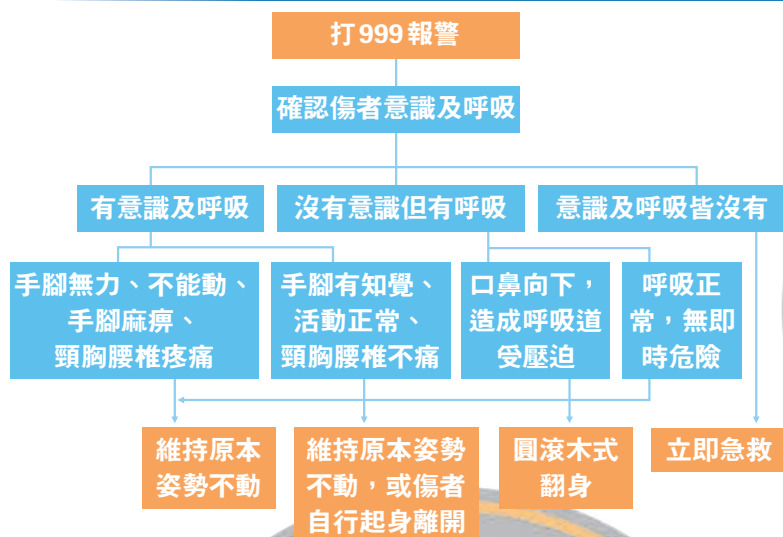 打999報警
確認傷者意識及呼吸
有意識及呼吸
沒有意識但有呼吸
意識及呼吸皆沒有
手腳無力、不能動、
手腳麻痹、
頸胸腰椎疼痛
手腳有知覺、
活動正常、
頸胸腰椎不痛
口鼻向下，
造成呼吸道
受壓迫
呼吸正
常，無即
時危險
維持原本
姿勢不動
維持原本姿勢
不動，或傷者
自行起身離開
圓滾木式
翻身
立即急救